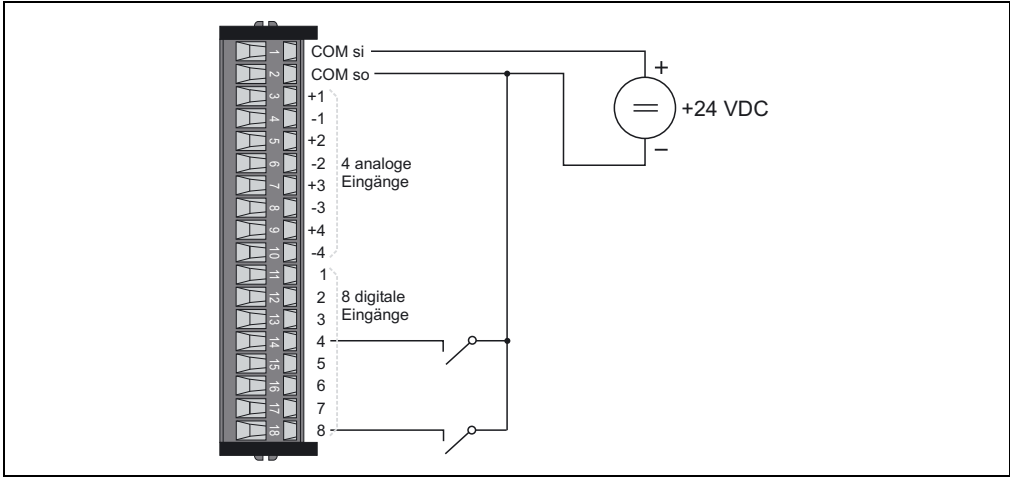 1 COM si
2 COM so
3 +1
4 -1
5 +2
6 -2
7 +3
8 -3
9 +4
10 -4
4 analoge
Eingänge
11 1
12 2
13 3
14 4
15 5
16 6
17 7
18 8
8 digitale
Eingänge
+
+24 VDC
–